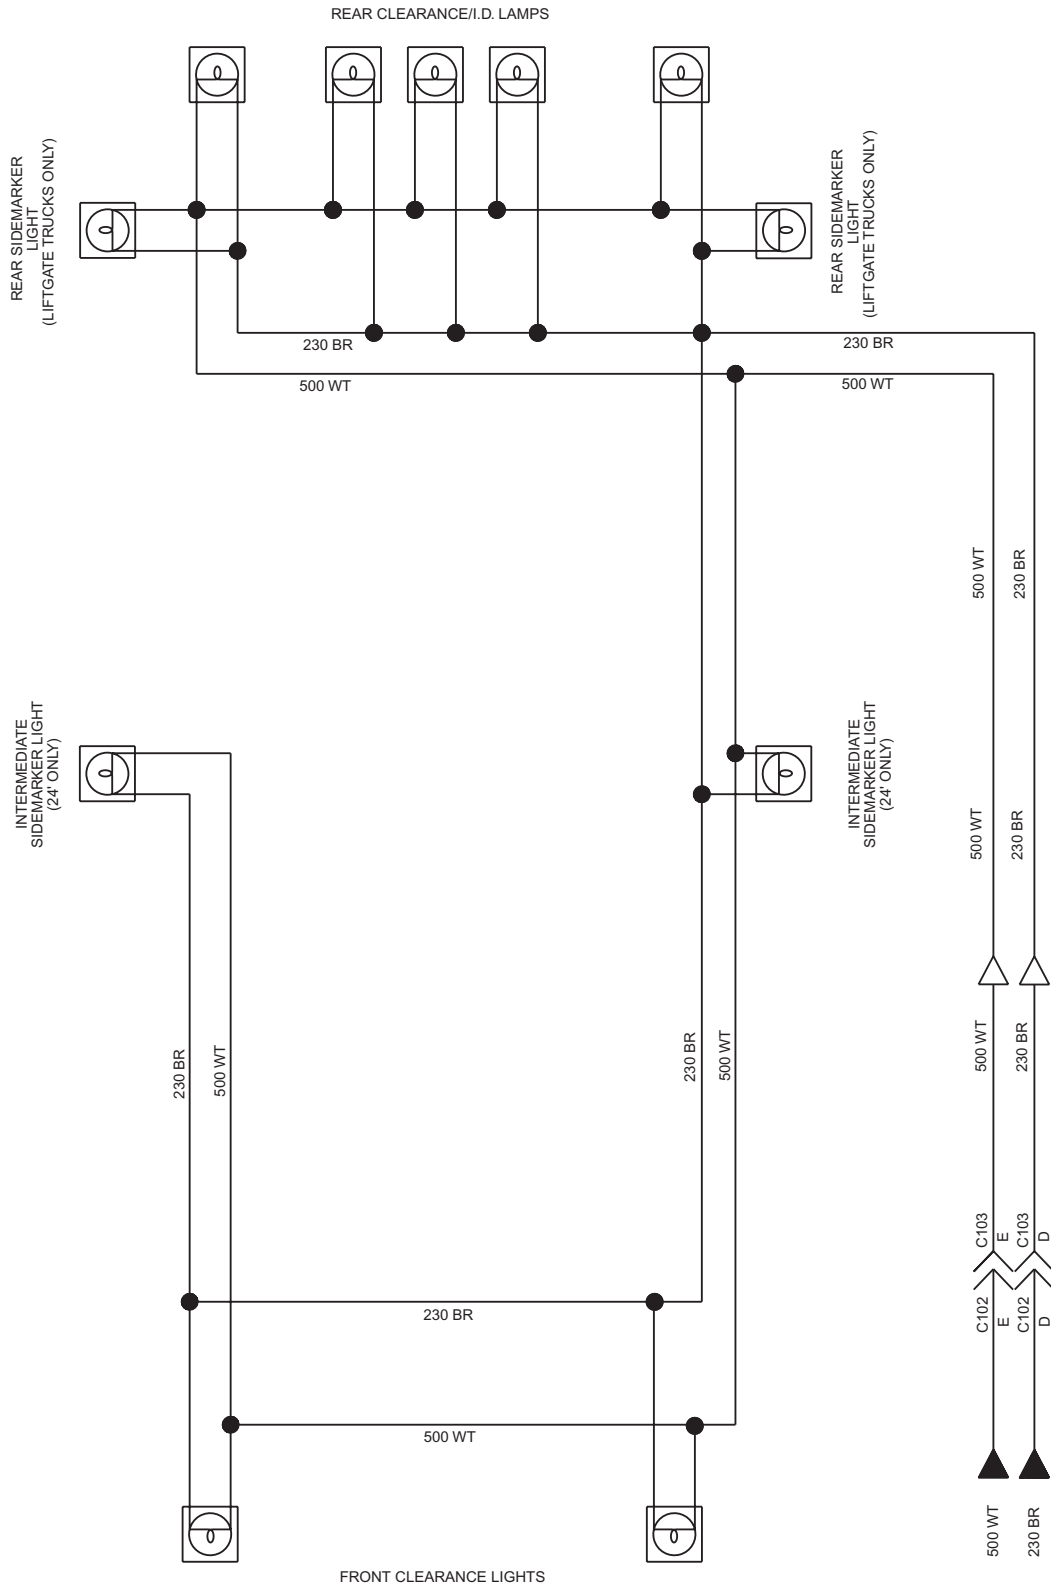 REAR CLEARANCE/I.D. LAMPS
REAR SIDEMARKER
LIGHT
(LIFTGATE TRUCKS ONLY)
REAR SIDEMARKER
LIGHT
(LIFTGATE TRUCKS ONLY)
230 BR
230 BR
500 WT
500 WT
500 WT
230 BR
INTERMEDIATE
SIDEMARKER LIGHT
(24' ONLY)
INTERMEDIATE
SIDEMARKER LIGHT
(24' ONLY)
500 WT
230 BR
230 BR
500 WT
230 BR
500 WT
500 WT
230 BR
C103
E
C103
D
C102
E
C102
D
230 BR
500 WT
500 WT
230 BR
FRONT CLEARANCE LIGHTS